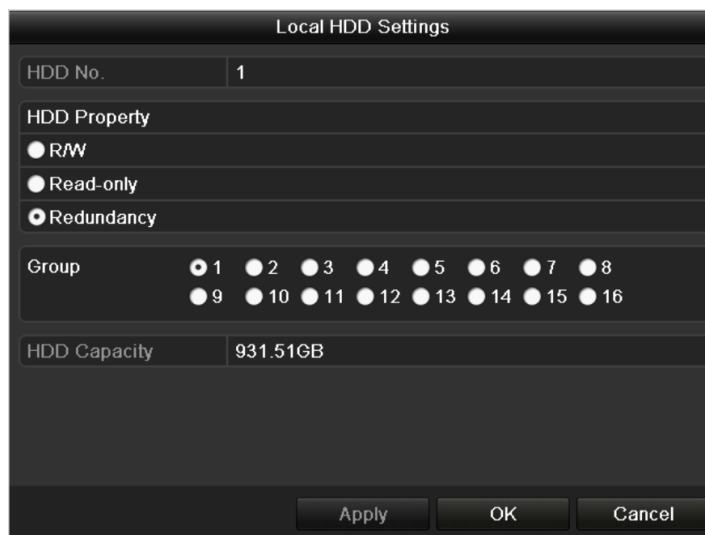 Local HDD Settings
HDD No. 1
HDD Property
R/W
Read-only
Redundancy
Group 1 2 3 4 5 6 7 8
9 10 11 12 13 14 15 16
HDD Capacity 931.51GB
Apply OK Cancel